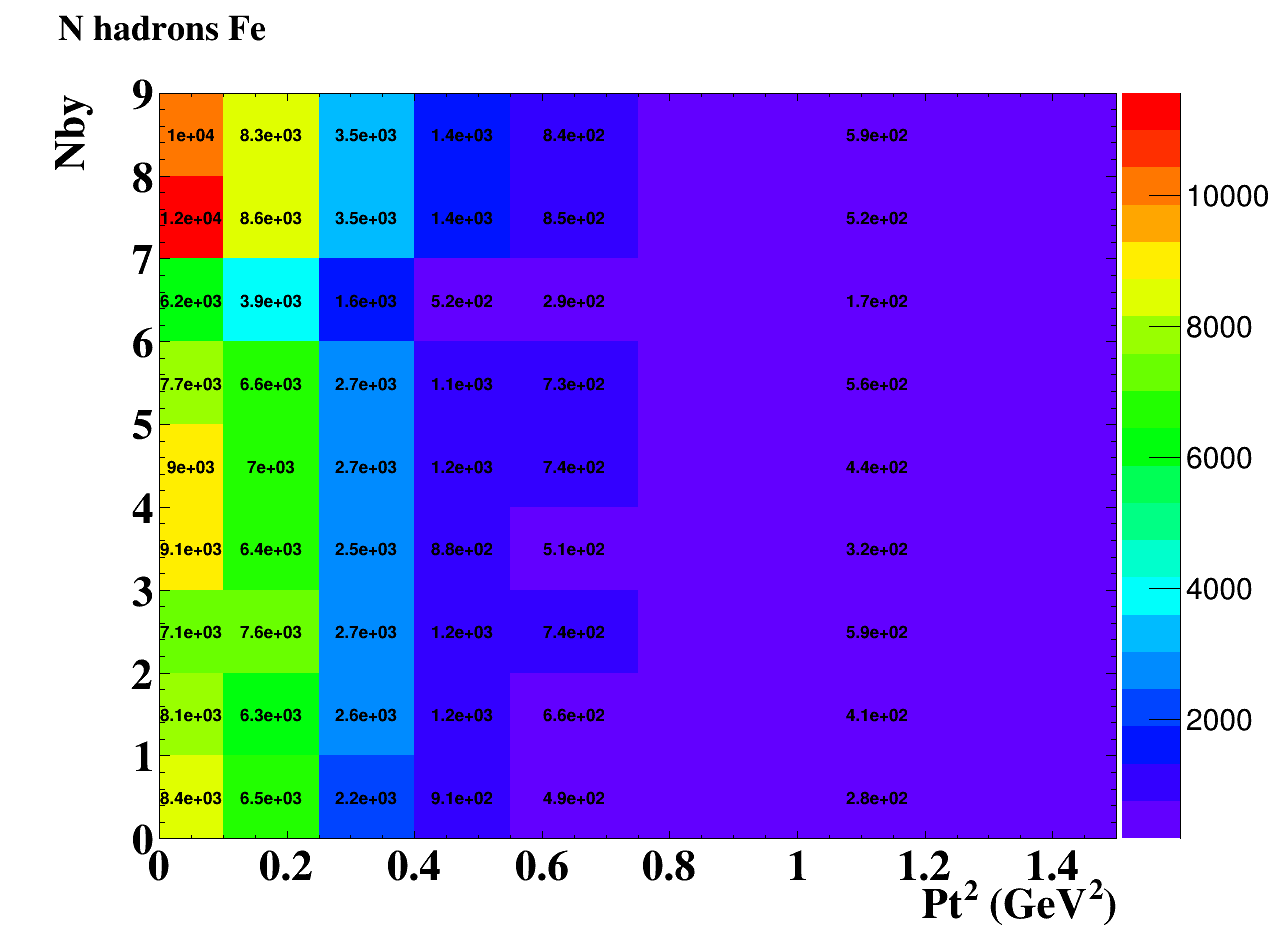 N hadrons Fe
Nby
9
1e+04 8.3e+03 3.5e+03 1.4e+03 8.4e+02 5.9e+02
8
10000
1.2e+04 8.6e+03 3.5e+03 1.4e+03 8.5e+02 5.2e+02
7
6.2e+03 3.9e+03 1.6e+03 5.2e+02 2.9e+02 1.7e+02
8000
6
7.7e+03 6.6e+03 2.7e+03 1.1e+03 7.3e+02 5.6e+02
5
6000
9e+03 7e+03 2.7e+03 1.2e+03 7.4e+02 4.4e+02
4
9.1e+03 6.4e+03 2.5e+03 8.8e+02 5.1e+02 3.2e+02
4000
3
7.1e+03 7.6e+03 2.7e+03 1.2e+03 7.4e+02 5.9e+02
2
8.1e+03 6.3e+03 2.6e+03 1.2e+03 6.6e+02 4.1e+02
2000
1
8.4e+03 6.5e+03 2.2e+03 9.1e+02 4.9e+02 2.8e+02
0
0 0.2 0.4 0.6 0.8 1 1.2 1.4
Pt² (GeV²)